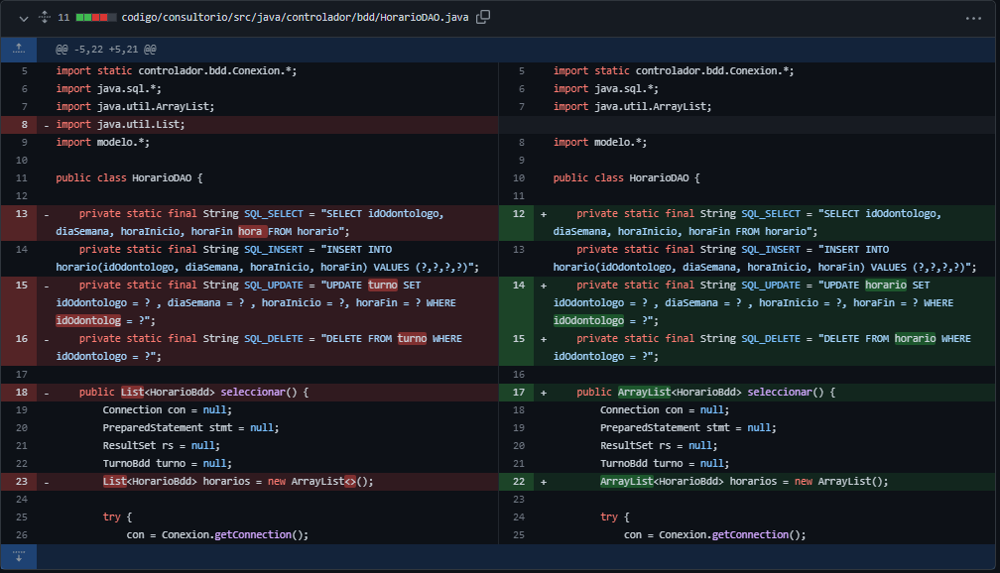 11 codigo/consultorio/src/java/controlador/bdd/HorarioDAO.java
@@ -5,22 +5,21 @@
5 import static controlador.bdd.Conexion.*;
6 import java.sql.*;
7 import java.util.ArrayList;
8 - import java.util.List;
9 import modelo.*;
10
11 public class HorarioDAO {
12
13 - private static final String SQL_SELECT = "SELECT idOdontologo,
diaSemana, horaInicio, horaFin hora FROM horario";
14 private static final String SQL_INSERT = "INSERT INTO
horario(idOdontologo, diaSemana, horaInicio, horaFin) VALUES (?,?,?,?)";
15 - private static final String SQL_UPDATE = "UPDATE turno SET
idOdontologo = ? , diaSemana = ? , horaInicio = ?, horaFin = ? WHERE
idOdontolog = ?";
16 - private static final String SQL_DELETE = "DELETE FROM turno WHERE
idOdontologo = ?";
17
18 - public List<HorarioBdd> seleccionar() {
19 Connection con = null;
20 PreparedStatement stmt = null;
21 ResultSet rs = null;
22 TurnoBdd turno = null;
23 - List<HorarioBdd> horarios = new ArrayList<>();
24
25 try {
26 con = Conexion.getConnection();
5 import static controlador.bdd.Conexion.*;
6 import java.sql.*;
7 import java.util.ArrayList;
8 import modelo.*;
9
10 public class HorarioDAO {
11
12 + private static final String SQL_SELECT = "SELECT idOdontologo,
diaSemana, horaInicio, horaFin FROM horario";
13 private static final String SQL_INSERT = "INSERT INTO
horario(idOdontologo, diaSemana, horaInicio, horaFin) VALUES (?,?,?,?)";
14 + private static final String SQL_UPDATE = "UPDATE horario SET
idOdontologo = ? , diaSemana = ? , horaInicio = ?, horaFin = ? WHERE
idOdontologo = ?";
15 + private static final String SQL_DELETE = "DELETE FROM horario WHERE
idOdontologo = ?";
16
17 + public ArrayList<HorarioBdd> seleccionar() {
18 Connection con = null;
19 PreparedStatement stmt = null;
20 ResultSet rs = null;
21 TurnoBdd turno = null;
22 + ArrayList<HorarioBdd> horarios = new ArrayList();
23
24 try {
25 con = Conexion.getConnection();